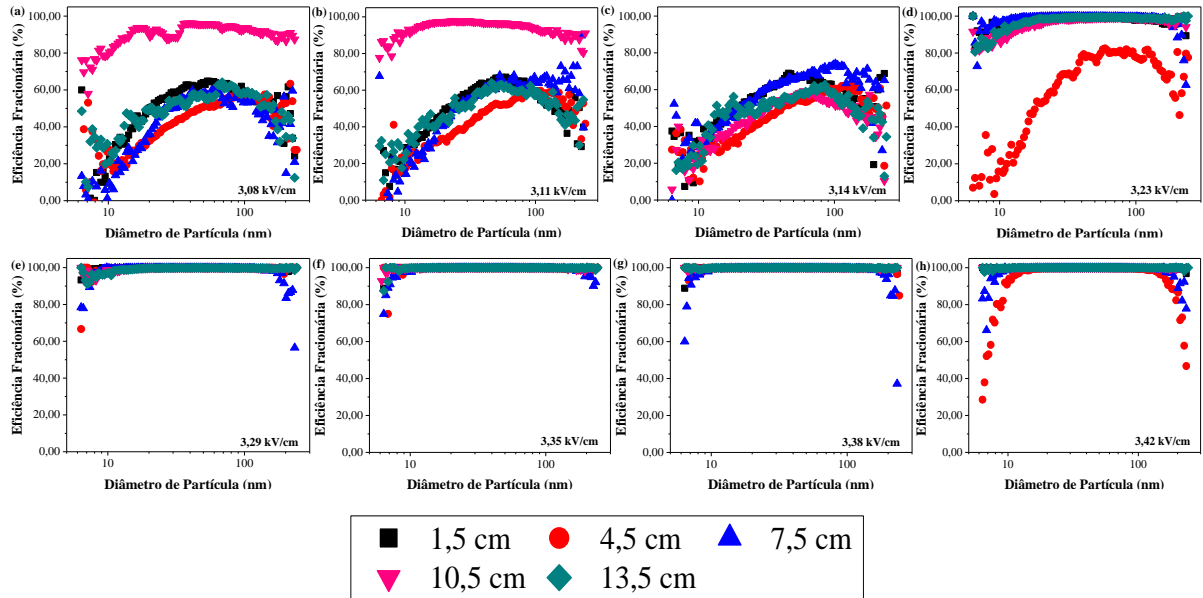 (a)
100,00
80,00
60,00
40,00
20,00
0,00
10
100
Eficiência Fracionária (%)
Diâmetro de Partícula (nm)
3,08 kV/cm
(b)
100,00
80,00
60,00
40,00
20,00
0,00
10
100
Eficiência Fracionária (%)
Diâmetro de Partícula (nm)
3,11 kV/cm
(c)
100,00
80,00
60,00
40,00
20,00
0,00
10
100
Eficiência Fracionária (%)
Diâmetro de Partícula (nm)
3,14 kV/cm
(d)
100,00
80,00
60,00
40,00
20,00
0,00
10
100
Eficiência Fracionária (%)
Diâmetro de Partícula (nm)
3,23 kV/cm
(e)
100,00
80,00
60,00
40,00
20,00
0,00
10
100
Eficiência Fracionária (%)
Diâmetro de Partícula (nm)
3,29 kV/cm
(f)
100,00
80,00
60,00
40,00
20,00
0,00
10
100
Eficiência Fracionária (%)
Diâmetro de Partícula (nm)
3,35 kV/cm
(g)
100,00
80,00
60,00
40,00
20,00
0,00
10
100
Eficiência Fracionária (%)
Diâmetro de Partícula (nm)
3,38 kV/cm
(h)
100,00
80,00
60,00
40,00
20,00
0,00
10
100
Eficiência Fracionária (%)
Diâmetro de Partícula (nm)
3,42 kV/cm
1,5 cm
4,5 cm
7,5 cm
10,5 cm
13,5 cm